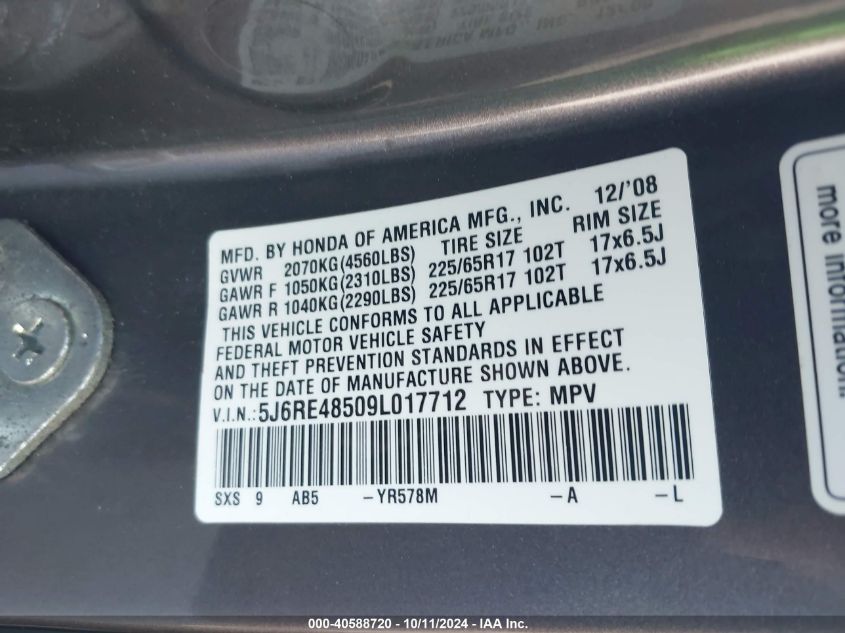 MFD. BY HONDA OF AMERICA MFG., INC. 12/'08
GVWR 2070KG(4560LBS) TIRE SIZE RIM SIZE
GAWR F 1050KG(2310LBS) 225/65R17 102T 17x6.5J
GAWR R 1040KG(2290LBS) 225/65R17 102T 17x6.5J
THIS VEHICLE CONFORMS TO ALL APPLICABLE
FEDERAL MOTOR VEHICLE SAFETY
AND THEFT PREVENTION STANDARDS IN EFFECT
ON THE DATE OF MANUFACTURE SHOWN ABOVE.
V.I.N.: 5J6RE48509L017712 TYPE: MPV
SXS 9 AB5 -YR578M -A -L
more information.
000-40588720 - 10/11/2024 - IAA Inc.